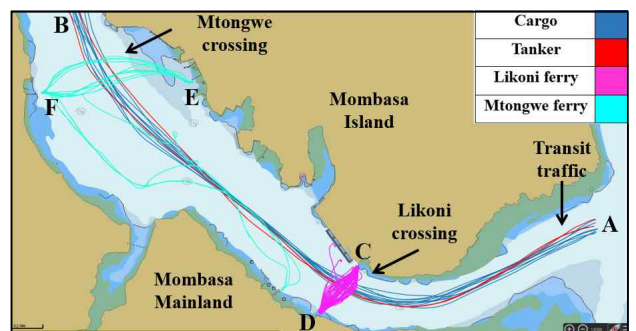 B
Mtongwe
crossing
Cargo
Tanker
Likoni ferry
Mtongwe ferry
F
E
Mombasa
Island
Transit
traffic
A
Likoni
crossing
C
Mombasa
Mainland
D